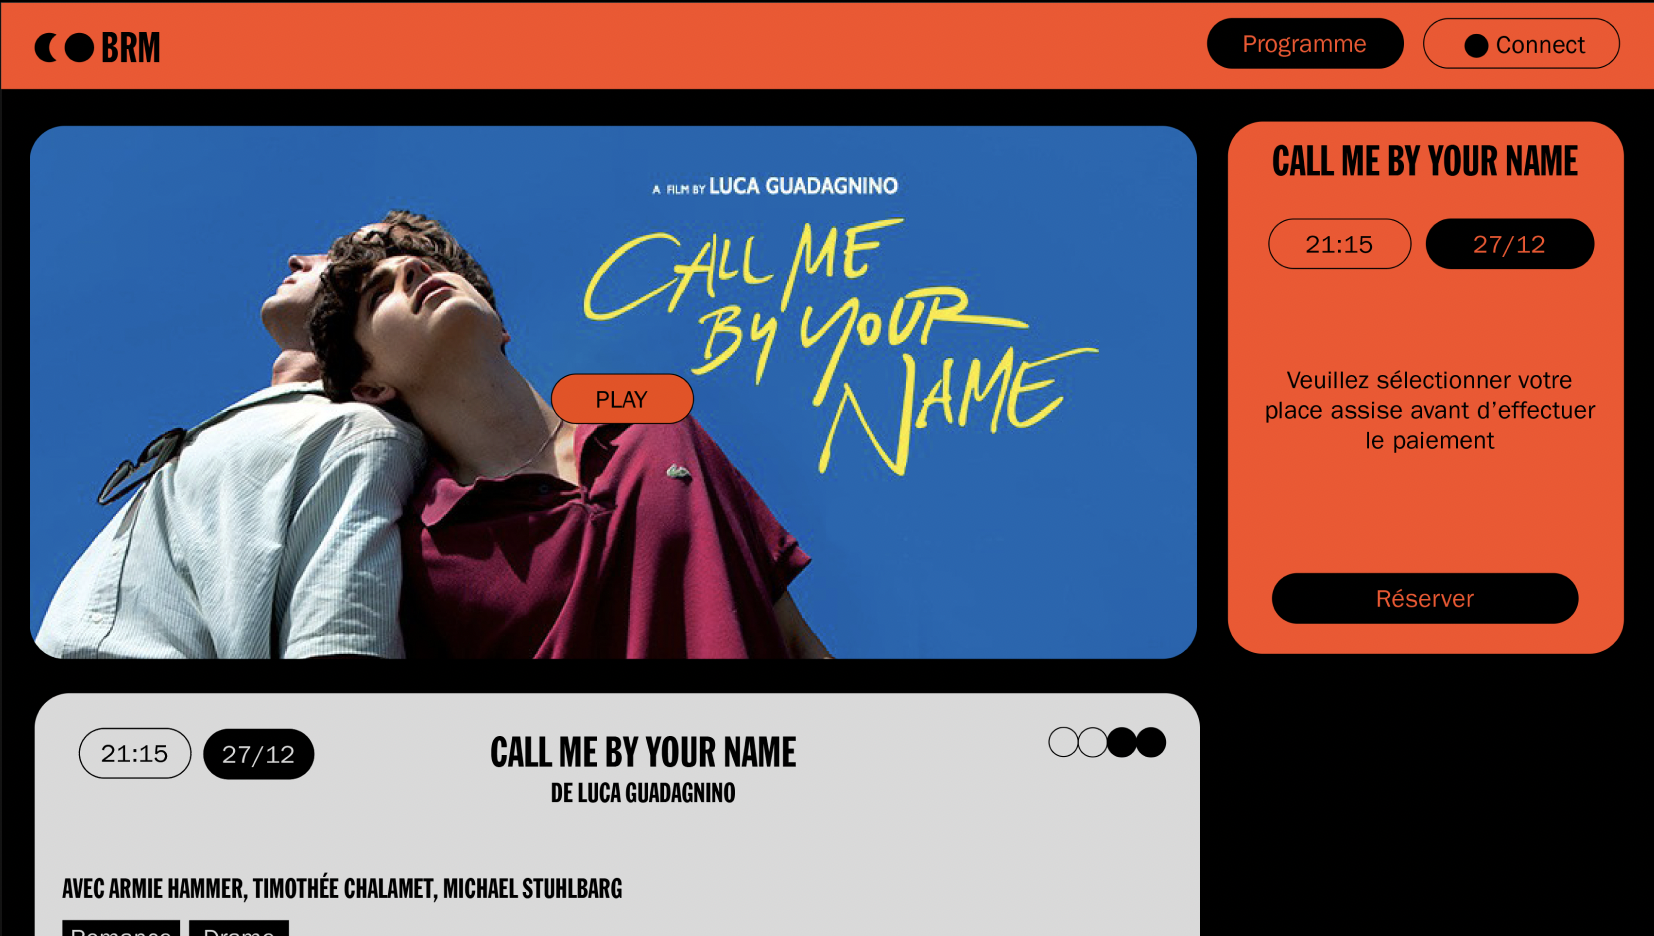 BRM
Programme
Connect
A FILM BY LUCA GUADAGNINO
CALL ME
BY YOUR
NAME
PLAY
CALL ME BY YOUR NAME
21:15
27/12
Veuillez sélectionner votre
place assise avant d’effectuer
le paiement
Réserver
21:15
27/12
CALL ME BY YOUR NAME
DE LUCA GUADAGNINO
AVEC ARMIE HAMMER, TIMOTHÉE CHALAMET, MICHAEL STUHLBARG
Romance
Drame